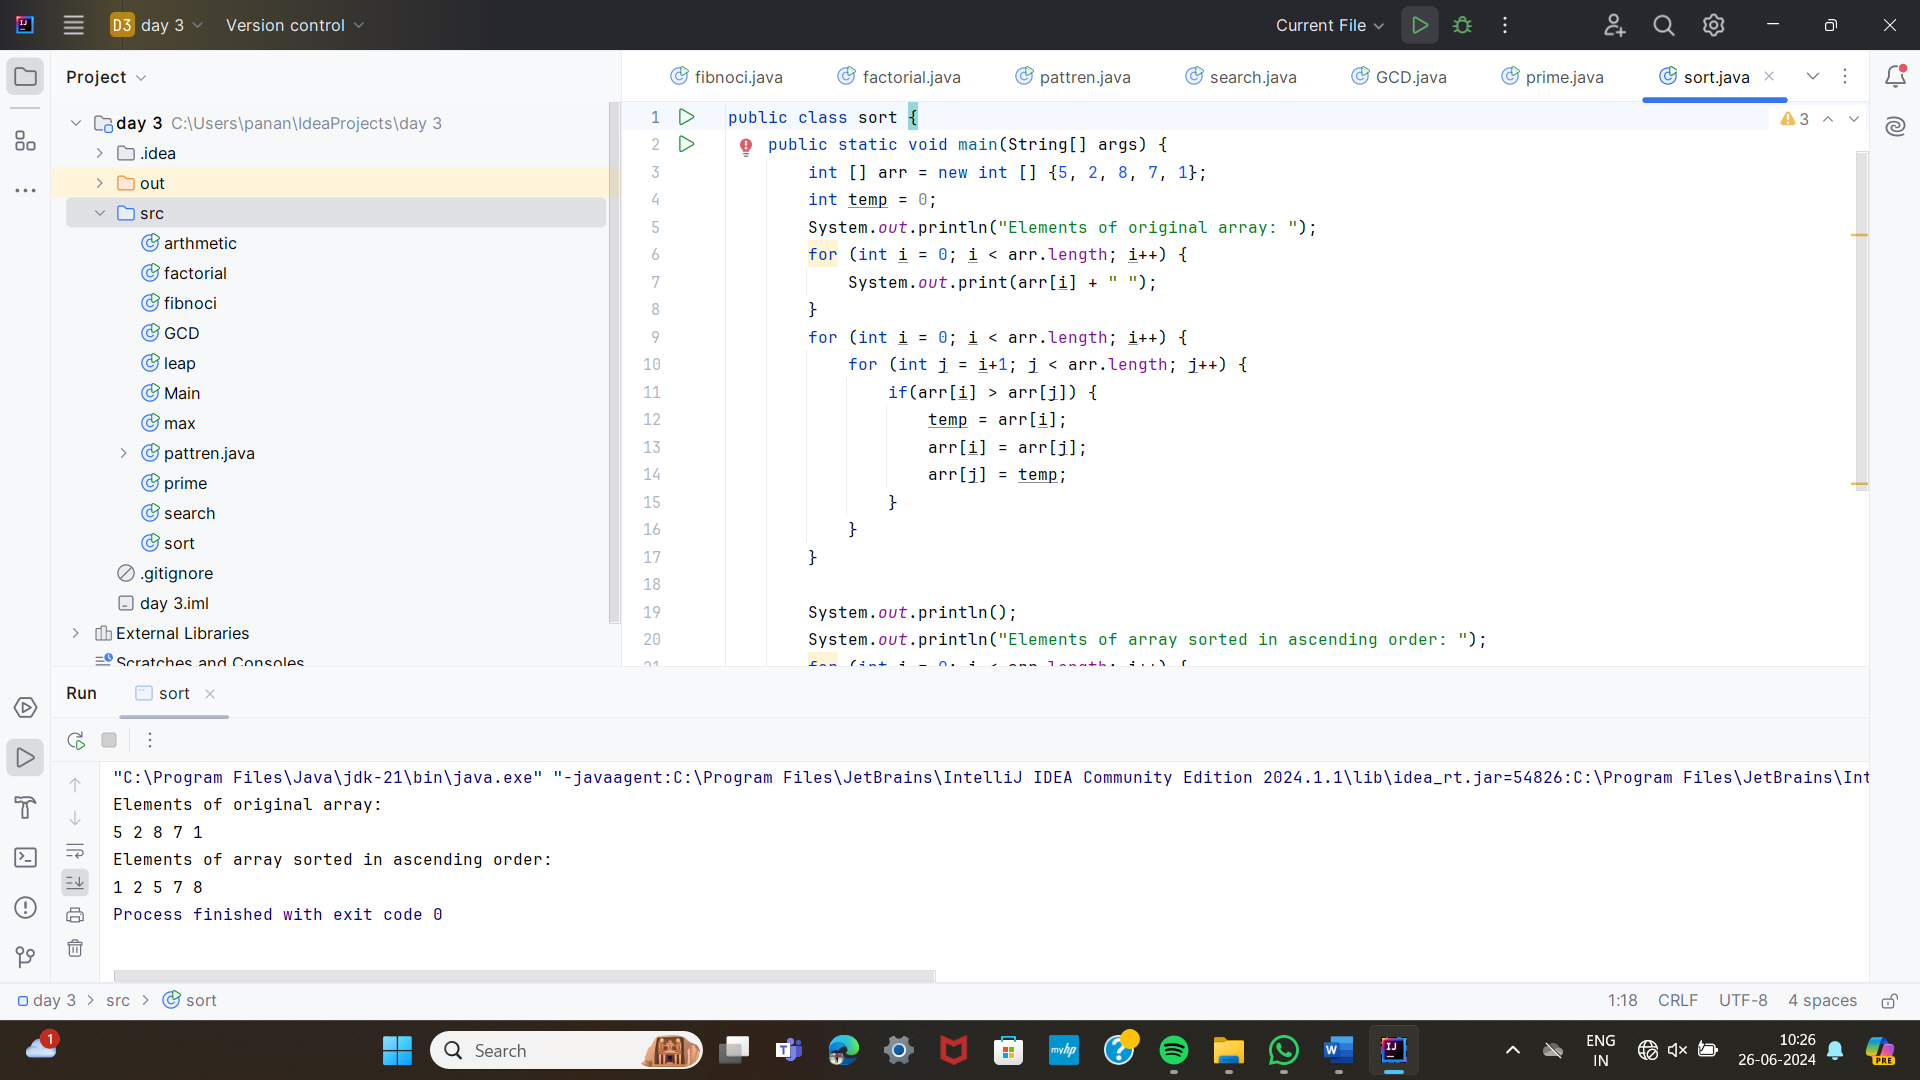 D3 day 3 Version control Current File
Project
fibnoci.java factorial.java pattren.java search.java GCD.java prime.java sort.java
day 3 C:\Users\panan\IdeaProjects\day 3
.idea
out
src
arthmetic
factorial
fibnoci
GCD
leap
Main
max
pattren.java
prime
search
sort
.gitignore
day 3.iml
External Libraries
Scratches and Consoles
3
1 public class sort {
2 public static void main(String[] args) {
3 int [] arr = new int [] {5, 2, 8, 7, 1};
4 int temp = 0;
5 System.out.println("Elements of original array: ");
6 for (int i = 0; i < arr.length; i++) {
7 System.out.print(arr[i] + " ");
8 }
9 for (int i = 0; i < arr.length; i++) {
10 for (int j = i+1; j < arr.length; j++) {
11 if(arr[i] > arr[j]) {
12 temp = arr[i];
13 arr[i] = arr[j];
14 arr[j] = temp;
15 }
16 }
17 }
18
19 System.out.println();
20 System.out.println("Elements of array sorted in ascending order: ");
21 for (int i = 0; i < arr.length; i++) {
Run sort
"C:\Program Files\Java\jdk-21\bin\java.exe" "-javaagent:C:\Program Files\JetBrains\IntelliJ IDEA Community Edition 2024.1.1\lib\idea_rt.jar=54826:C:\Program Files\JetBrains\Int
Elements of original array:
5 2 8 7 1
Elements of array sorted in ascending order:
1 2 5 7 8
Process finished with exit code 0
day 3 > src > sort
1:18 CRLF UTF-8 4 spaces
1
Search
myhp
ENG
IN
10:26
26-06-2024
PRE